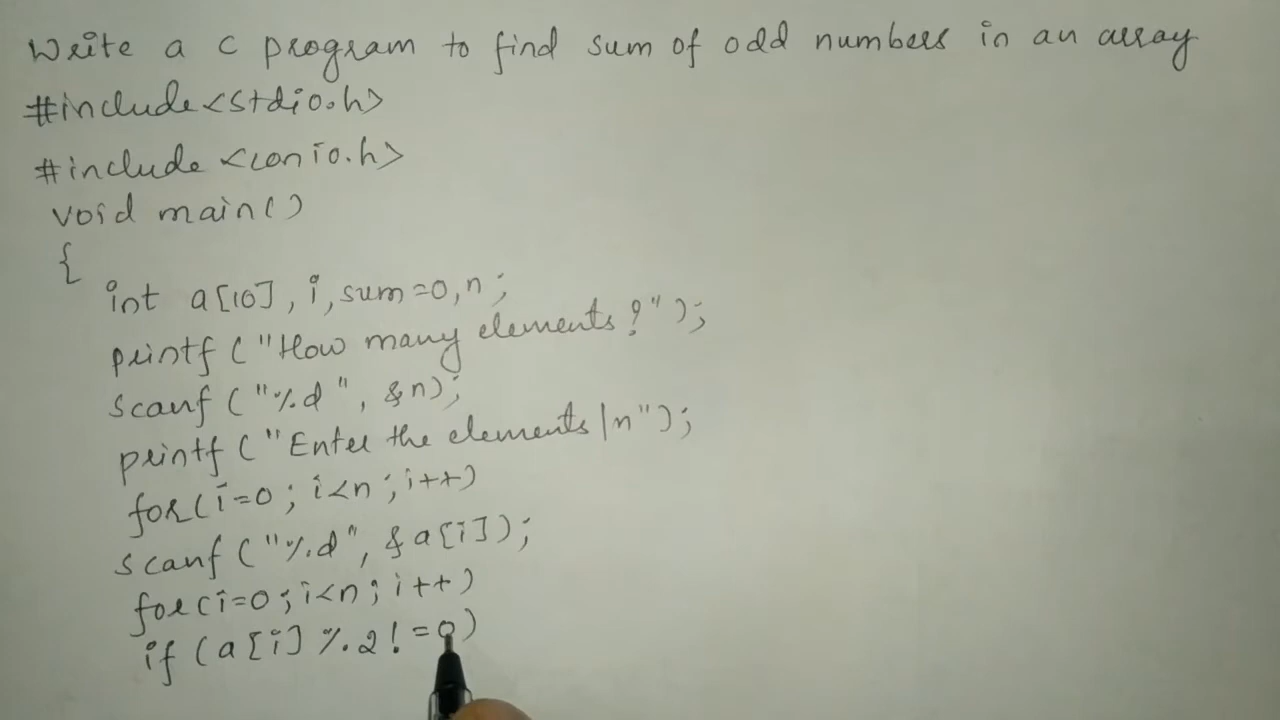 Write a c program to find sum of odd numbers in an array
#include<stdio.h>
#include <conio.h>
void main()
{
int a[10], i, sum=0, n;
printf ("How many elements?");
scanf ("%d", &n);
printf ("Enter the elements\n");
for(i=0; i<n; i++)
scanf ("%d", &a[i]);
for(i=0; i<n; i++)
if (a[i] %2!=0)